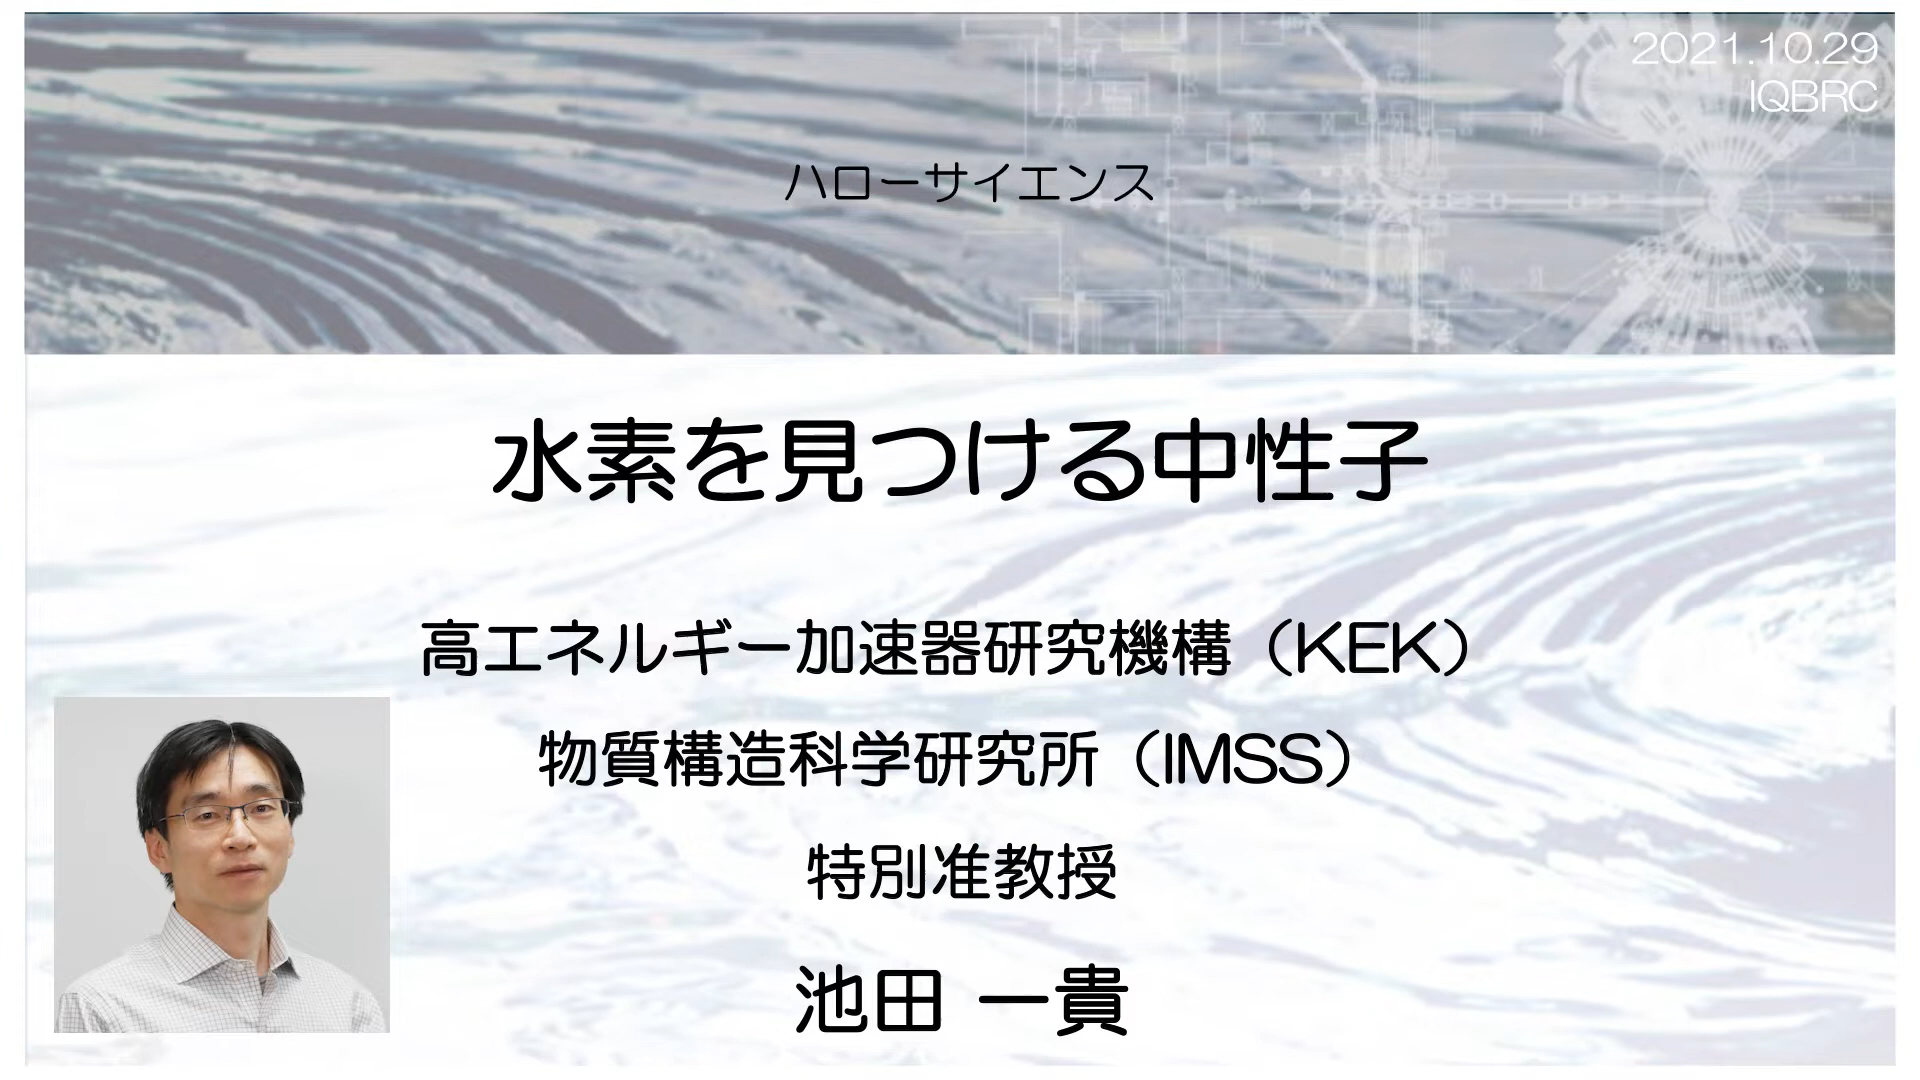 2021.10.29
IQBRC
ハローサイエンス
水素を見つける中性子
高エネルギー加速器研究機構（KEK）
物質構造科学研究所（IMSS）
特別准教授
池田 一貴